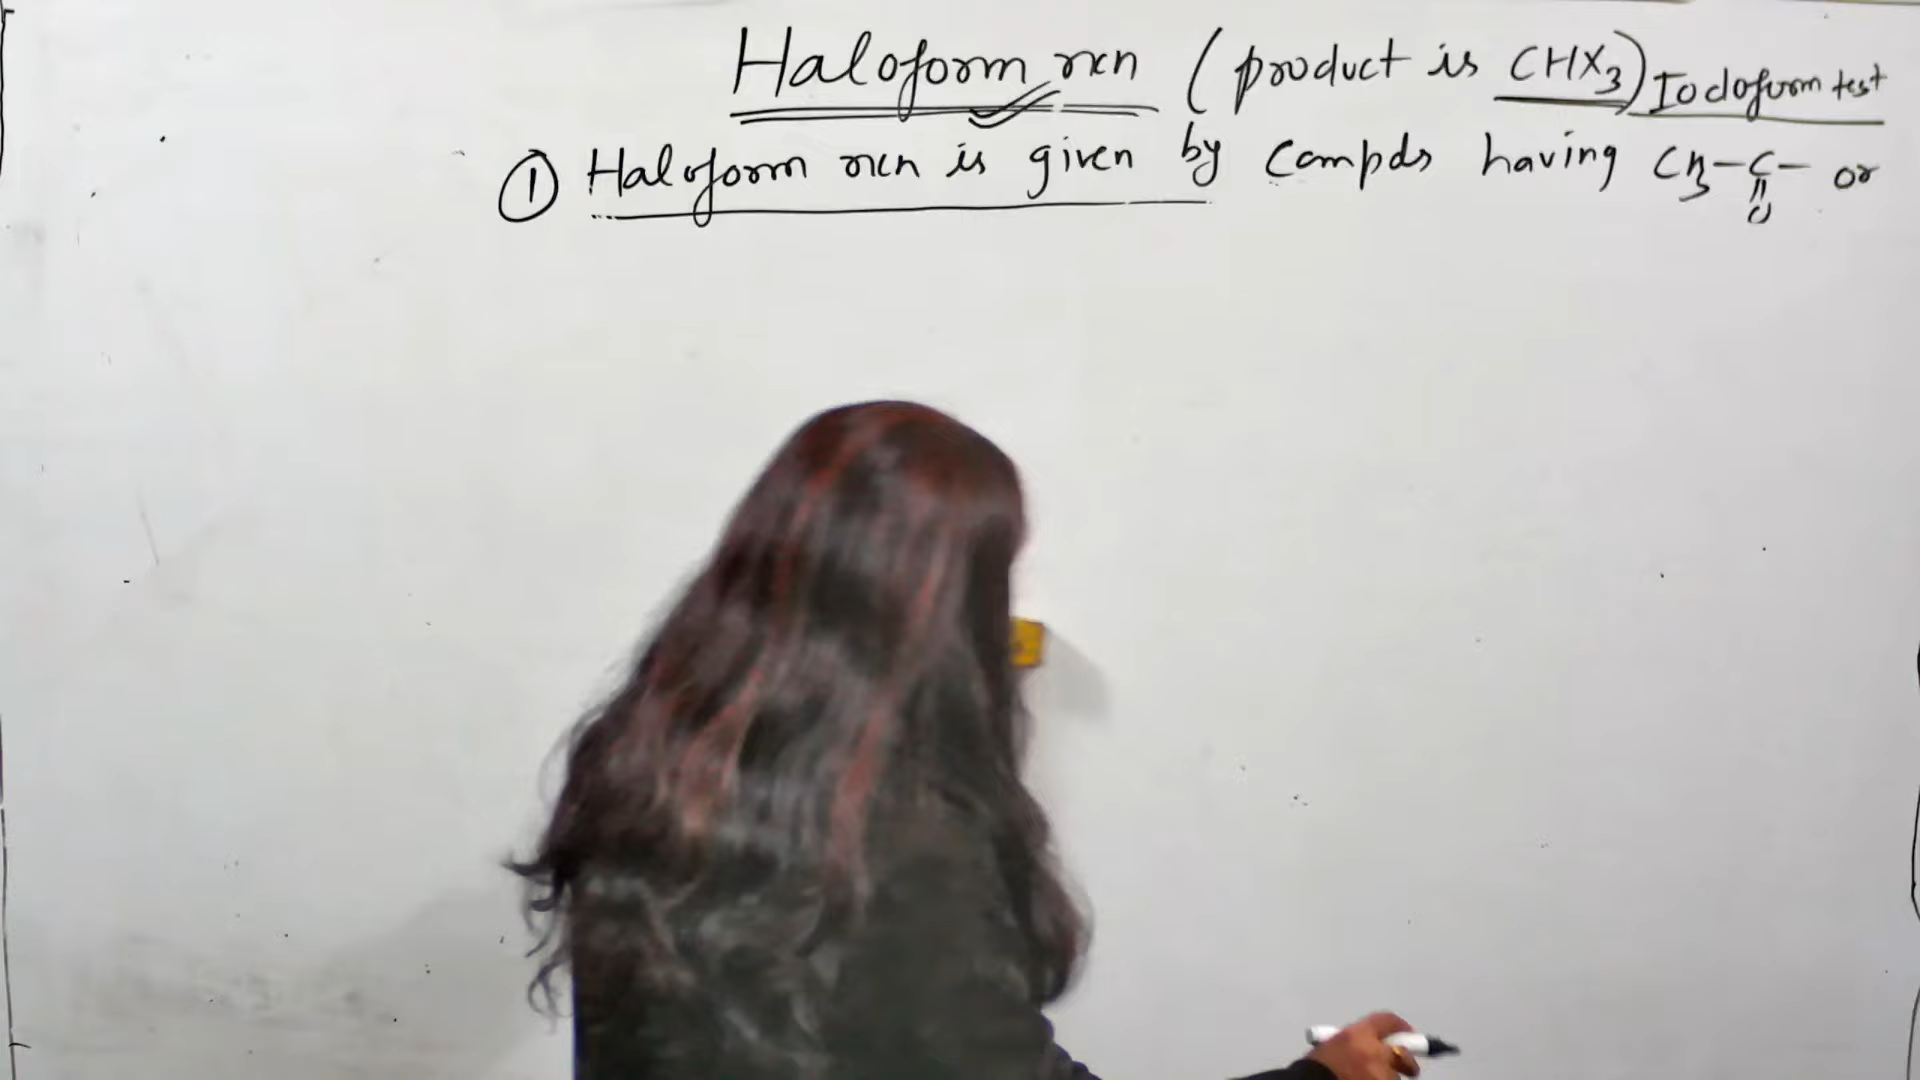 Haloform rxn (product is CHX₃) Iodoform test
① Haloform rxn is given by Compds having CH₃-C- or
॥
O